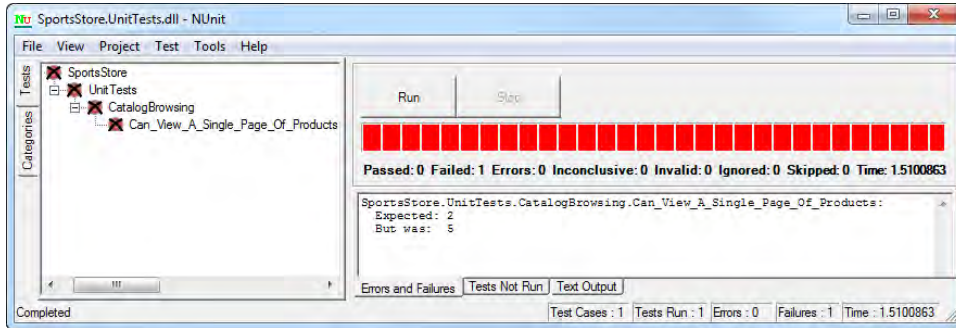 SportsStore.UnitTests.dll - NUnit
File View Project Test Tools Help
Tests
Categories
SportsStore
UnitTests
CatalogBrowsing
Can_View_A_Single_Page_Of_Products
Run
Stop
Passed: 0 Failed: 1 Errors: 0 Inconclusive: 0 Invalid: 0 Ignored: 0 Skipped: 0 Time: 1.5100863
SportsStore.UnitTests.CatalogBrowsing.Can_View_A_Single_Page_Of_Products:
Expected: 2
But was: 5
Errors and Failures Tests Not Run Text Output
Completed Test Cases : 1 Tests Run : 1 Errors : 0 Failures : 1 Time : 1.5100863